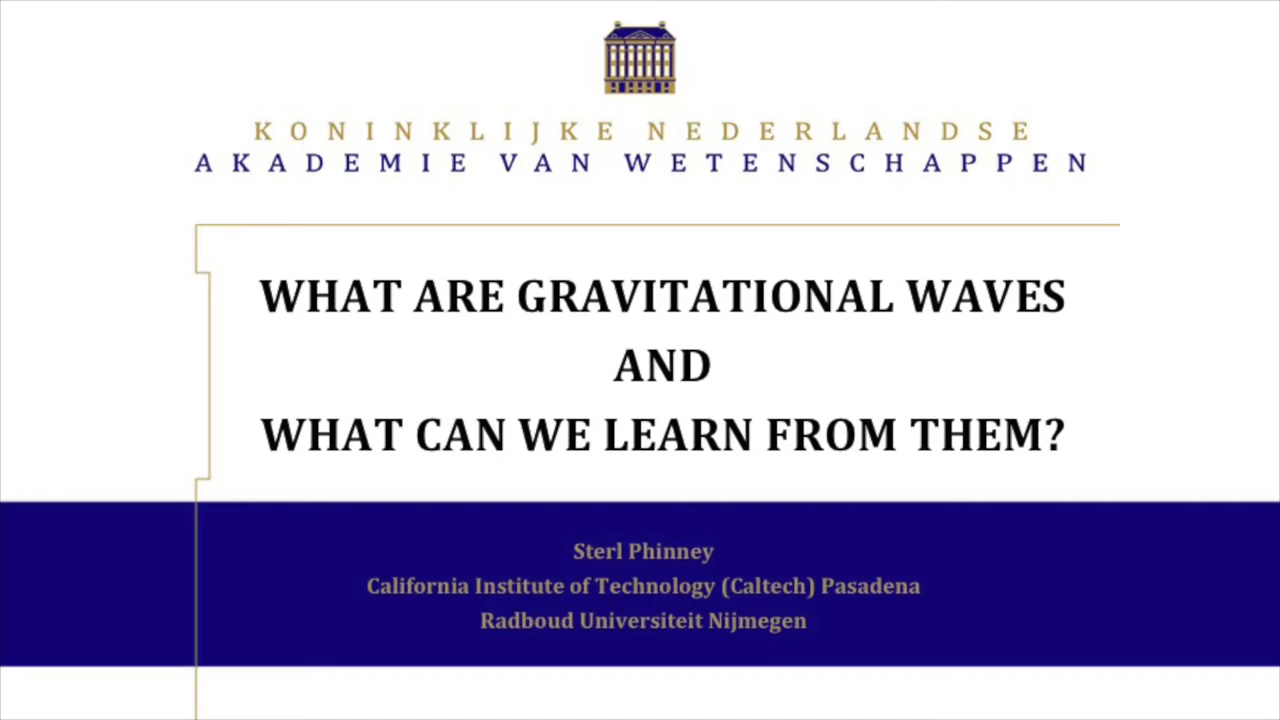 KONINKLIJKE NEDERLANDSE
AKADEMIE VAN WETENSCHAPPEN
WHAT ARE GRAVITATIONAL WAVES
AND
WHAT CAN WE LEARN FROM THEM?
Sterl Phinney
California Institute of Technology (Caltech) Pasadena
Radboud Universiteit Nijmegen